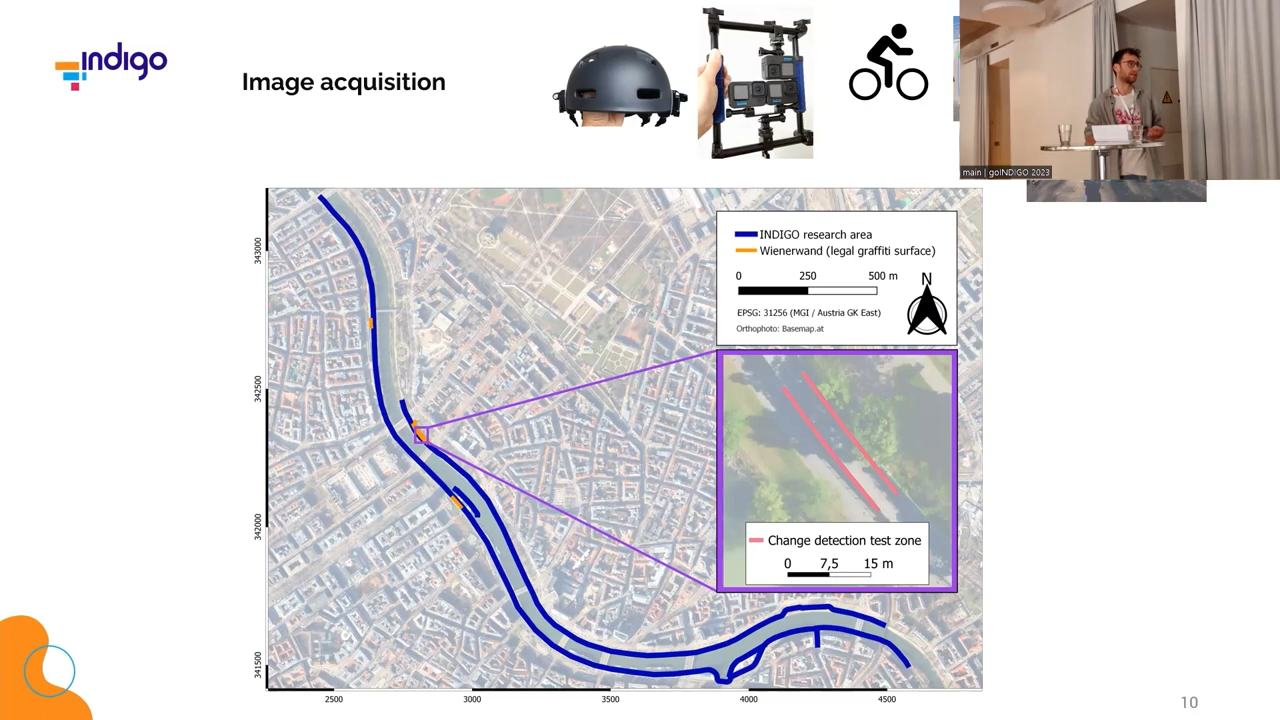 indigo
Image acquisition
main | goINDIGO 2023
INDIGO research area
Wienerwand (legal graffiti surface)
0 250 500 m
N
EPSG: 31256 (MGI / Austria GK East)
Orthophoto: Basemap.at
Change detection test zone
0 7,5 15 m
343000
342500
342000
341500
2500 3000 3500 4000 4500
10